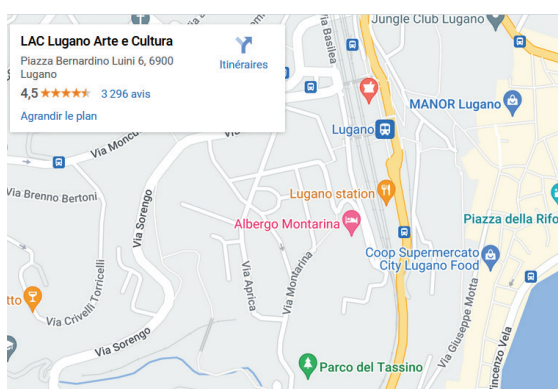 Jungle Club Lugano
LAC Lugano Arte e Cultura
Piazza Bernardino Luini 6, 6900
Lugano
4,5
3 296 avis
Agrandir le plan
Itinéraires
Via Basilea
MANOR Lugano
Lugano
Via Moncu
Via Brenno Bertoni
Via Sorengo
Lugano station
Albergo Montarina
Piazza della Rifo
Coop Supermercato
City Lugano Food
tto
Via Crivelli Torricelli
Via Aprica
Via Montarina
Via Sorengo
Via Giuseppe Motta
incenzo Vela
Parco del Tassino